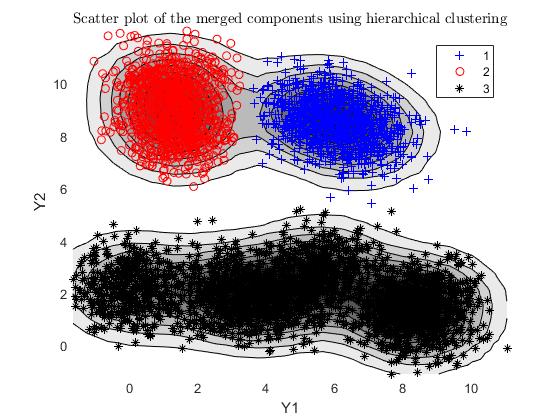 Scatter plot of the merged components using hierarchical clustering
1
2
3
10
8
6
4
2
0
Y2
0 2 4 6 8 10
Y1